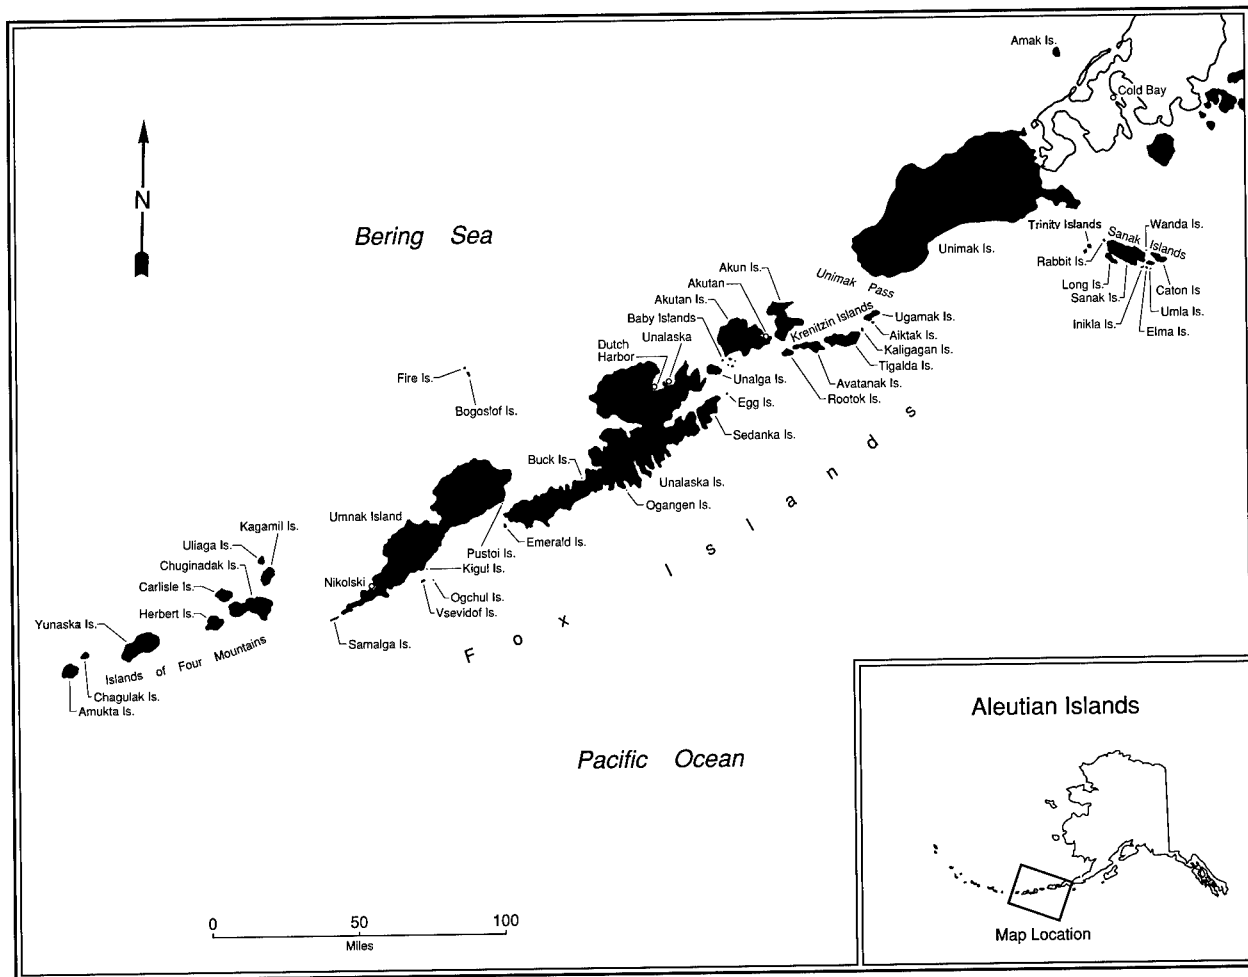 Amak Is.
Cold Bay
N
Bering Sea
Unimak Is.
Trinity Islands
Wanda Is.
Sanak Islands
Rabbit Is.
Long Is.
Sanak Is.
Caton Is
Umla Is.
Inikla Is.
Elma Is.
Unimak Pass
Akun Is.
Akutan
Akutan Is.
Baby Islands
Unalaska
Dutch
Harbor
Krenitzin Islands
Ugamak Is.
Aiktak Is.
Kaligagan Is.
Tigalda Is.
Avatanak Is.
Rootok Is.
Unalga Is.
Egg Is.
Sedanka Is.
Fire Is.
Bogoslof Is.
Buck Is.
Unalaska Is.
Ogangen Is.
Fox Islands
Umnak Island
Emerald Is.
Pustoi Is.
Kigul Is.
Ogchul Is.
Vsevidof Is.
Nikolski
Samalga Is.
Kagamil Is.
Uliaga Is.
Chuginadak Is.
Carlisle Is.
Herbert Is.
Yunaska Is.
Islands of Four Mountains
Chagulak Is.
Amukta Is.
Pacific Ocean
0 50 100
Miles
Aleutian Islands
Map Location